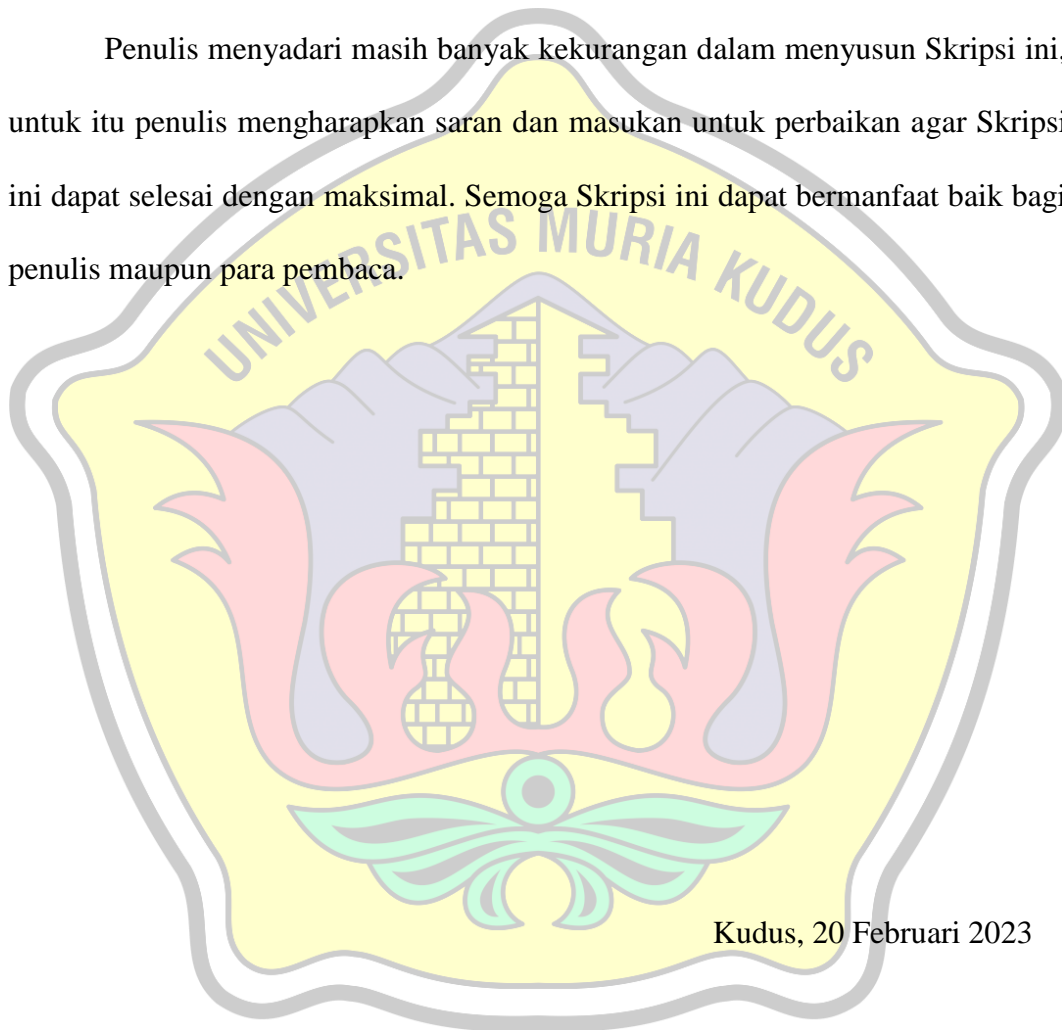 Penulis menyadari masih banyak kekurangan dalam menyusun Skripsi ini,
untuk itu penulis mengharapkan saran dan masukan untuk perbaikan agar Skripsi
ini dapat selesai dengan maksimal. Semoga Skripsi ini dapat bermanfaat baik bagi
penulis maupun para pembaca.
UNIVERSITAS MURIA KUDUS
Kudus, 20 Februari 2023